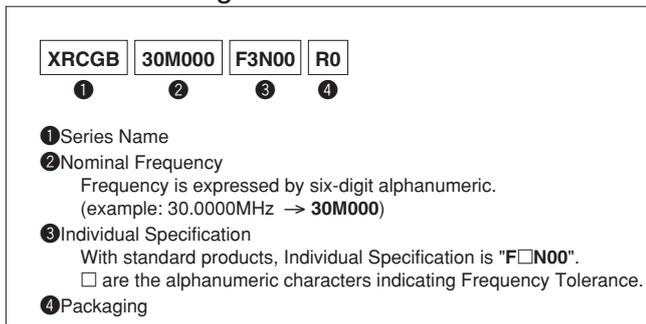 XRCGB 30M000 F3N00 R0
❶ ❷ ❸ ❹
❶Series Name
❷Nominal Frequency
Frequency is expressed by six-digit alphanumeric.
(example: 30.0000MHz → 30M000)
❸Individual Specification
With standard products, Individual Specification is "F□N00".
□ are the alphanumeric characters indicating Frequency Tolerance.
❹Packaging